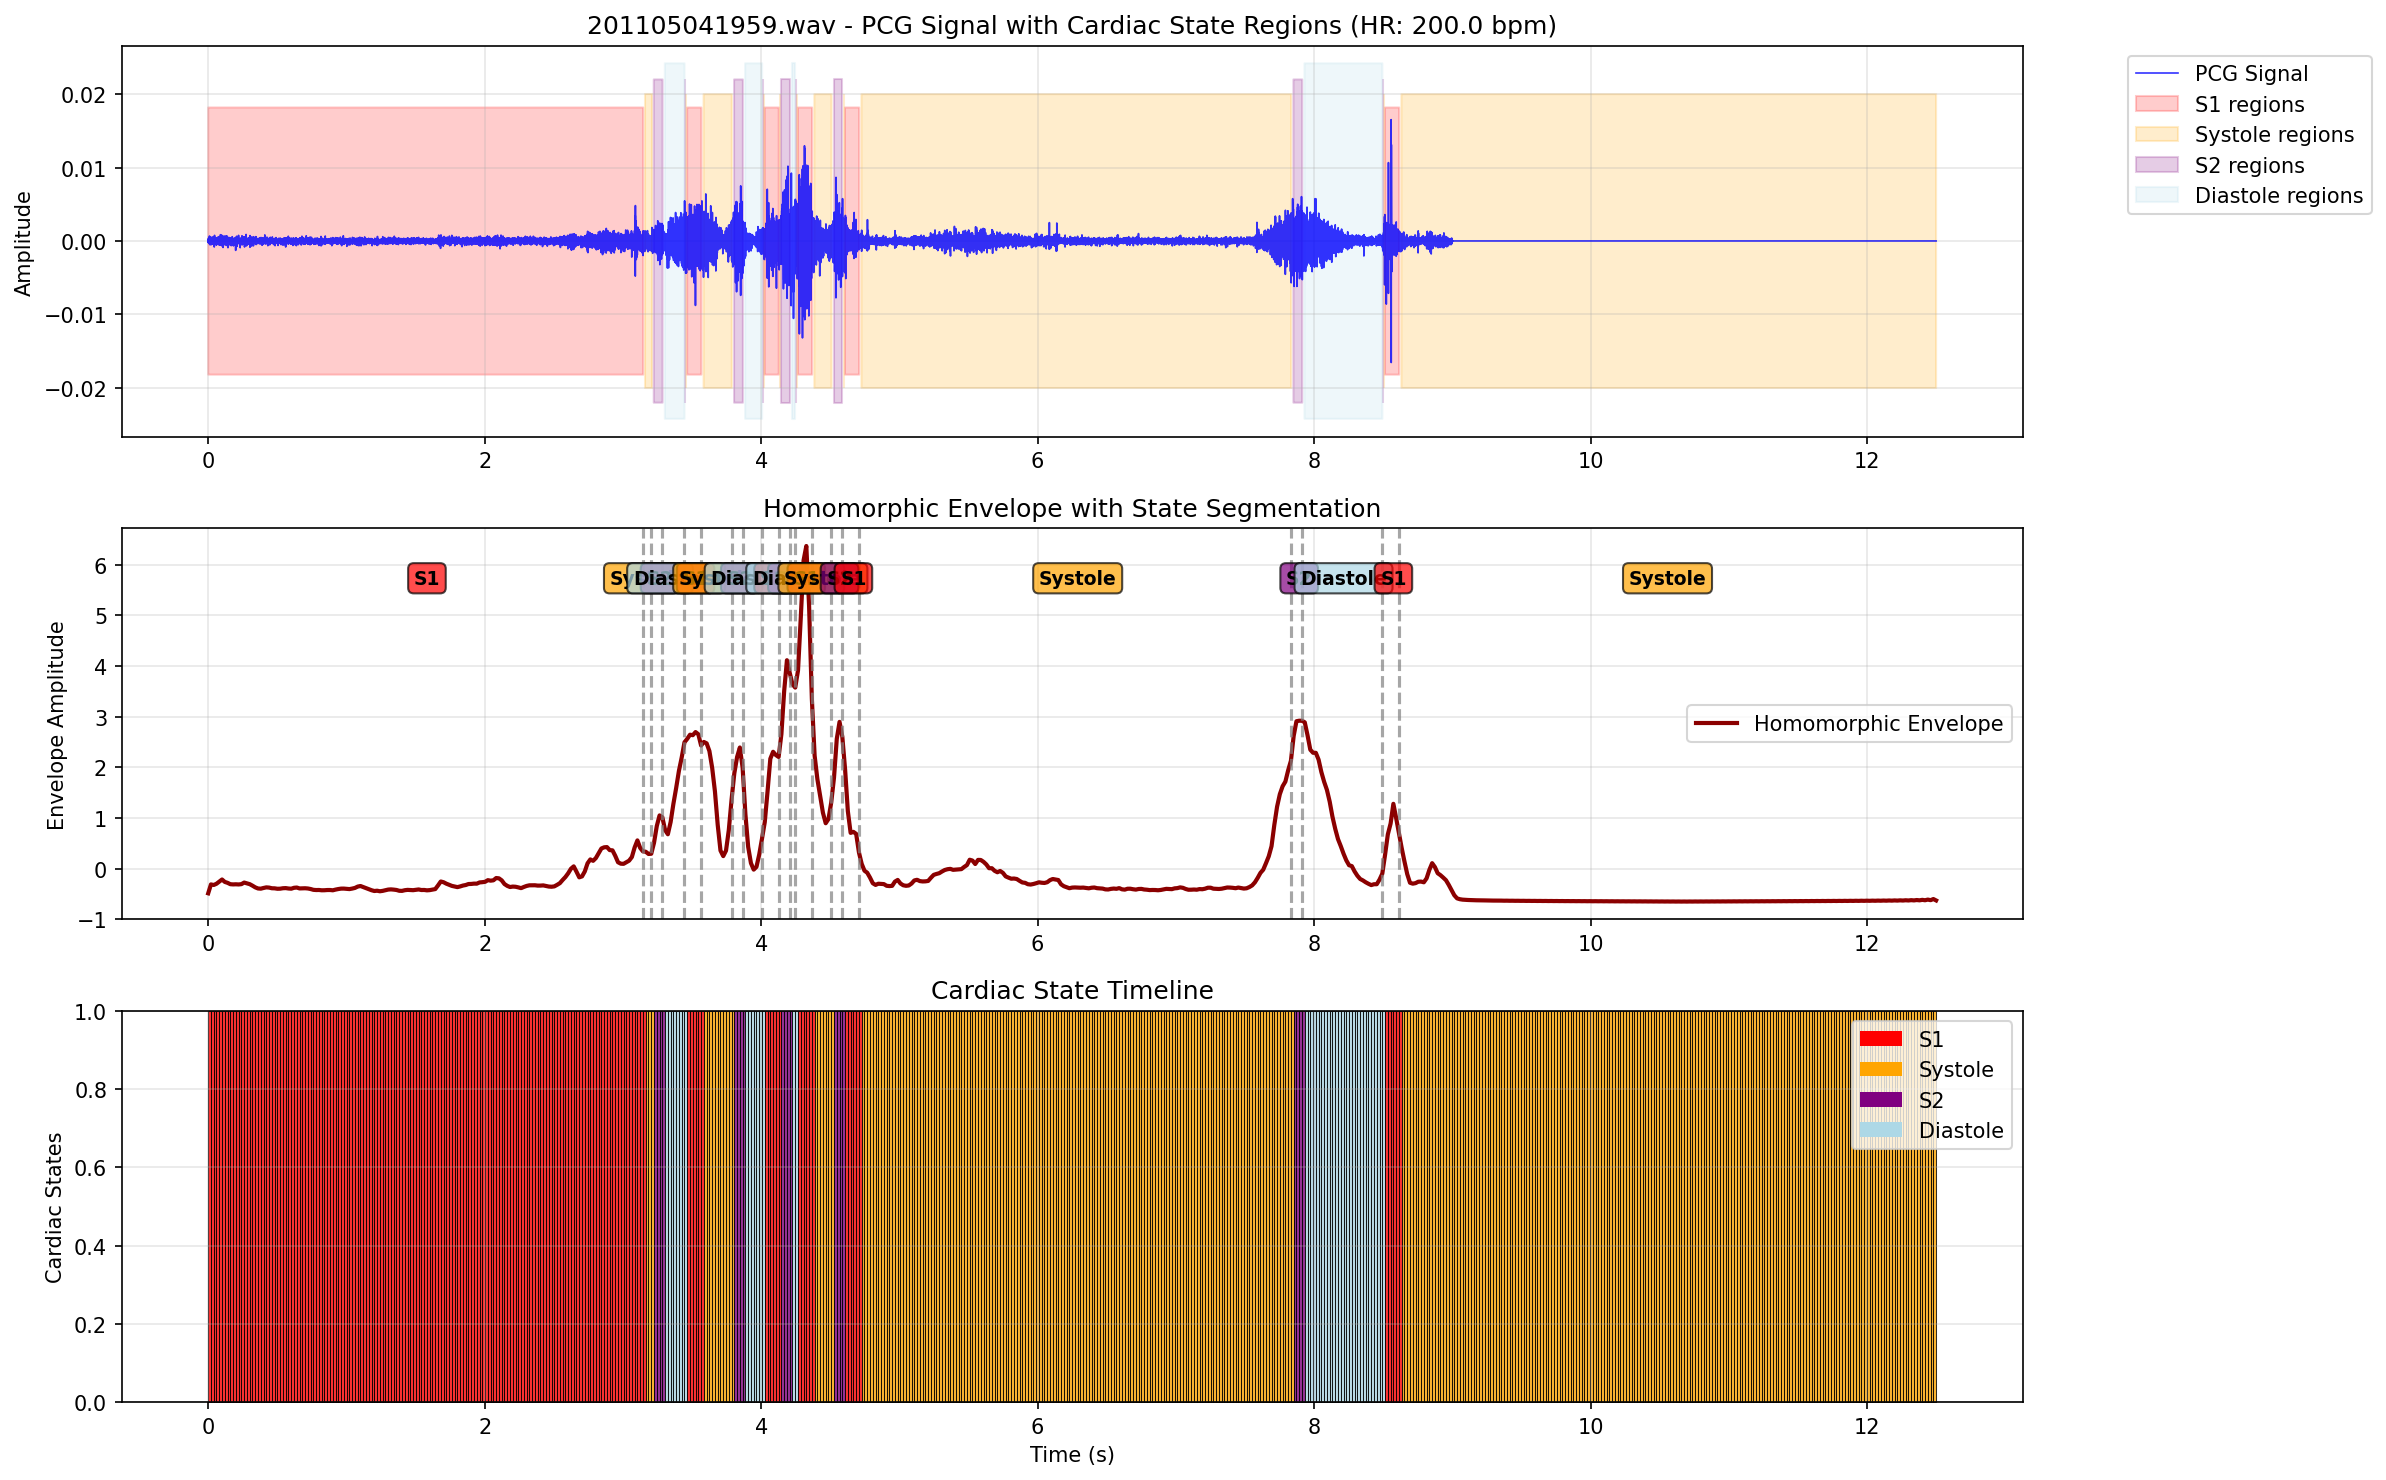 201105041959.wav - PCG Signal with Cardiac State Regions (HR: 200.0 bpm)
Amplitude
0.02
0.01
0.00
−0.01
−0.02
0 2 4 6 8 10 12
PCG Signal
S1 regions
Systole regions
S2 regions
Diastole regions
Homomorphic Envelope with State Segmentation
Envelope Amplitude
6
5
4
3
2
1
0
−1
S1 Dias Dias Syst S1 Systole Diastole S1 Systole
Homomorphic Envelope
0 2 4 6 8 10 12
Cardiac State Timeline
Cardiac States
1.0
0.8
0.6
0.4
0.2
0.0
S1
Systole
S2
Diastole
0 2 4 6 8 10 12
Time (s)